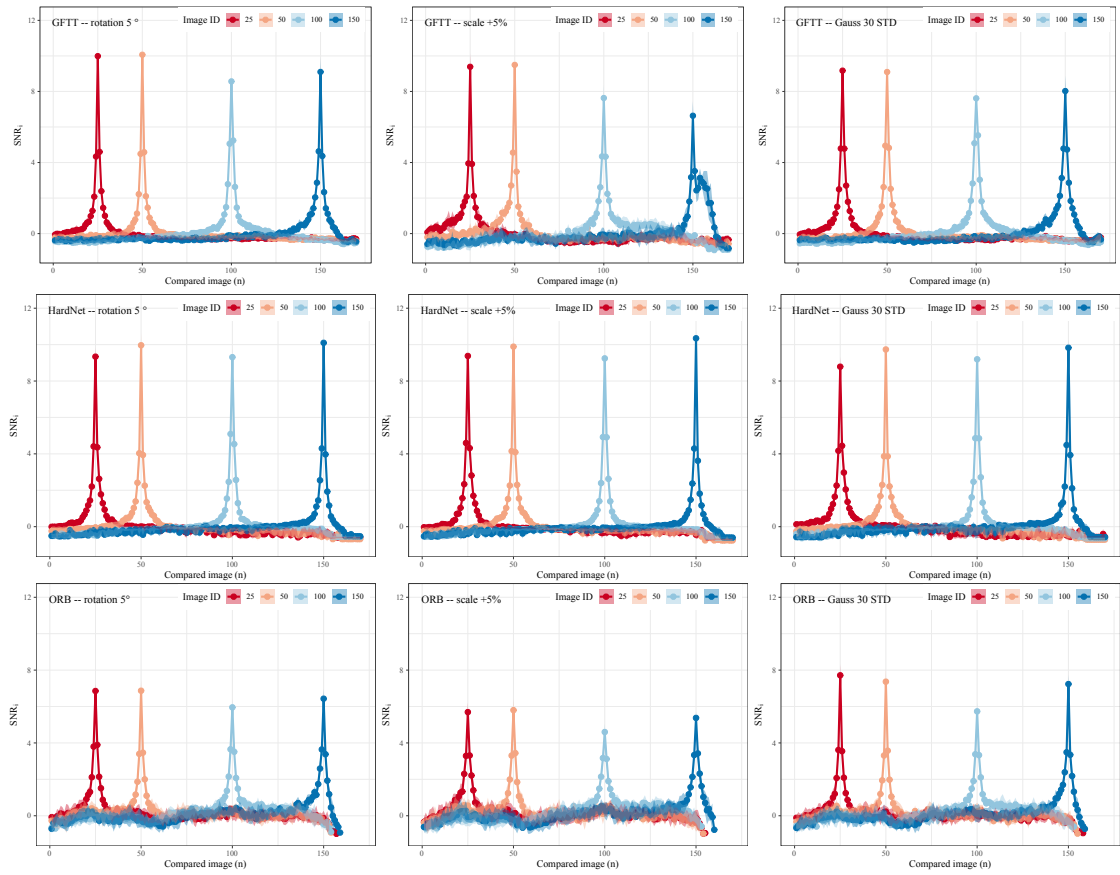 GFTT -- rotation 5 °
Image ID 25 50 100 150
12
8
4
0
SNRi
0 50 100 150
Compared image (n)
GFTT -- scale +5%
Image ID 25 50 100 150
12
8
4
0
SNRi
0 50 100 150
Compared image (n)
GFTT -- Gauss 30 STD
Image ID 25 50 100 150
12
8
4
0
SNRi
0 50 100 150
Compared image (n)
HardNet -- rotation 5 °
Image ID 25 50 100 150
12
8
4
0
SNRi
0 50 100 150
Compared image (n)
HardNet -- scale +5%
Image ID 25 50 100 150
12
8
4
0
SNRi
0 50 100 150
Compared image (n)
HardNet -- Gauss 30 STD
Image ID 25 50 100 150
12
8
4
0
SNRi
0 50 100 150
Compared image (n)
ORB -- rotation 5°
Image ID 25 50 100 150
12
8
4
0
SNRi
0 50 100 150
Compared image (n)
ORB -- scale +5%
Image ID 25 50 100 150
12
8
4
0
SNRi
0 50 100 150
Compared image (n)
ORB -- Gauss 30 STD
Image ID 25 50 100 150
12
8
4
0
SNRi
0 50 100 150
Compared image (n)